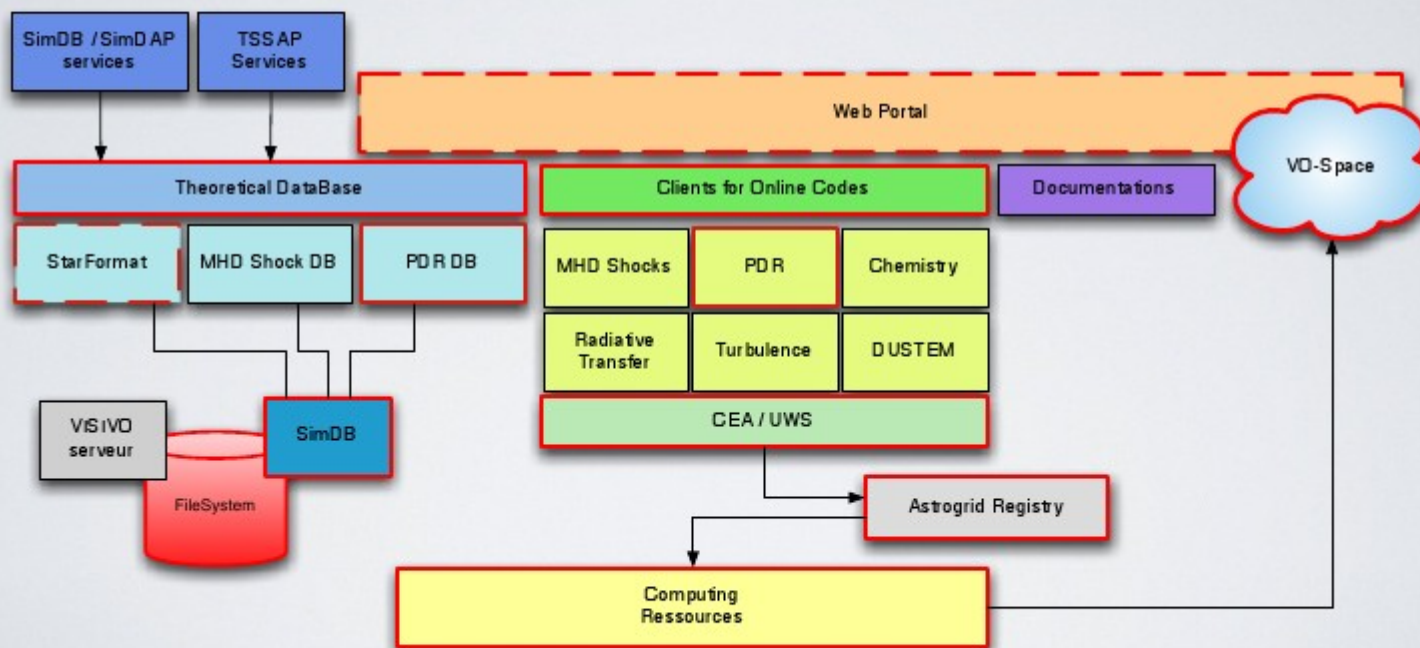 SimDB /SimDAP
services
TSSAP
Services
Web Portal
VO-Space
Theoretical DataBase
Clients for Online Codes
Documentations
StarFormat
MHD Shock DB
PDR DB
MHD Shocks
PDR
Chemistry
Radiative
Transfer
Turbulence
DUSTEM
VISIVO
serveur
SimDB
CEA / UWS
FileSystem
Astrogrid Registry
Computing
Ressources